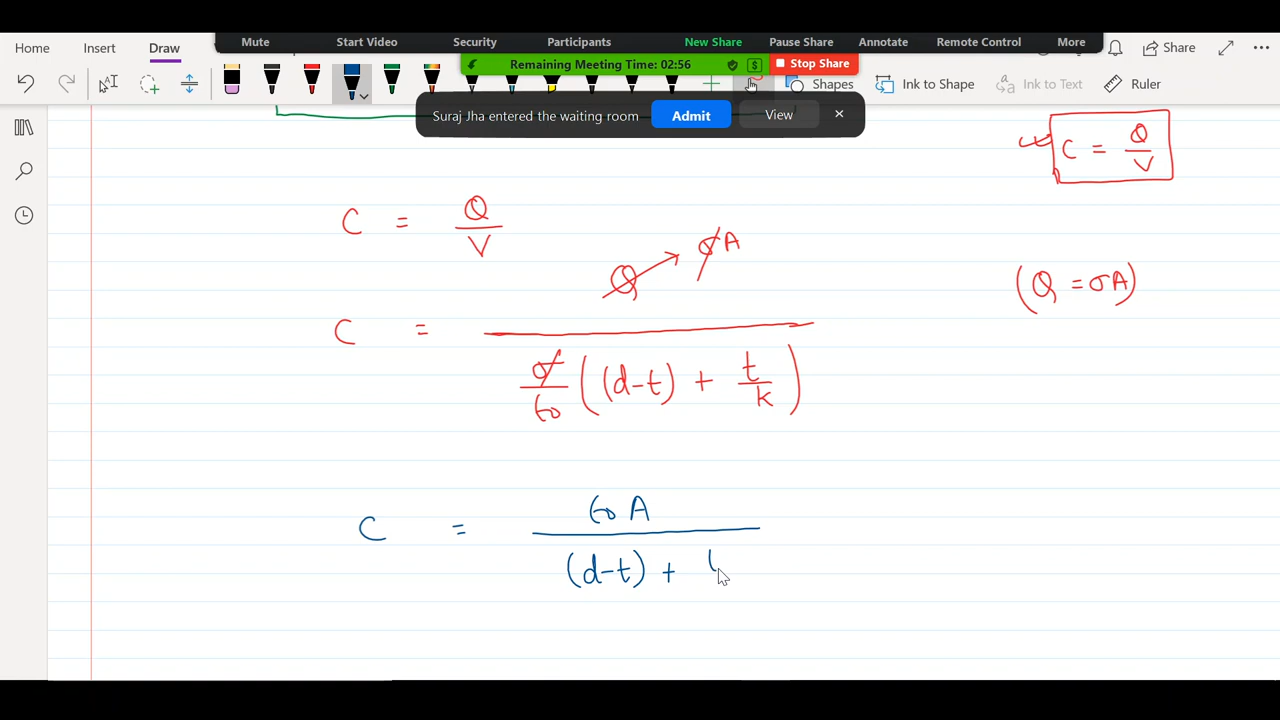 Mute Start Video Security Participants New Share Pause Share Annotate Remote Control More
Home Insert Draw Share
Remaining Meeting Time: 02:56 $ Stop Share
Shapes Ink to Shape Ink to Text Ruler
Suraj Jha entered the waiting room Admit View
C = Q/V
C = Q/V
Q → σA
(Q = σA)
C = ――
σ/ϵ0 ((d-t) + t/k)
C = ϵ0 A
(d-t) +